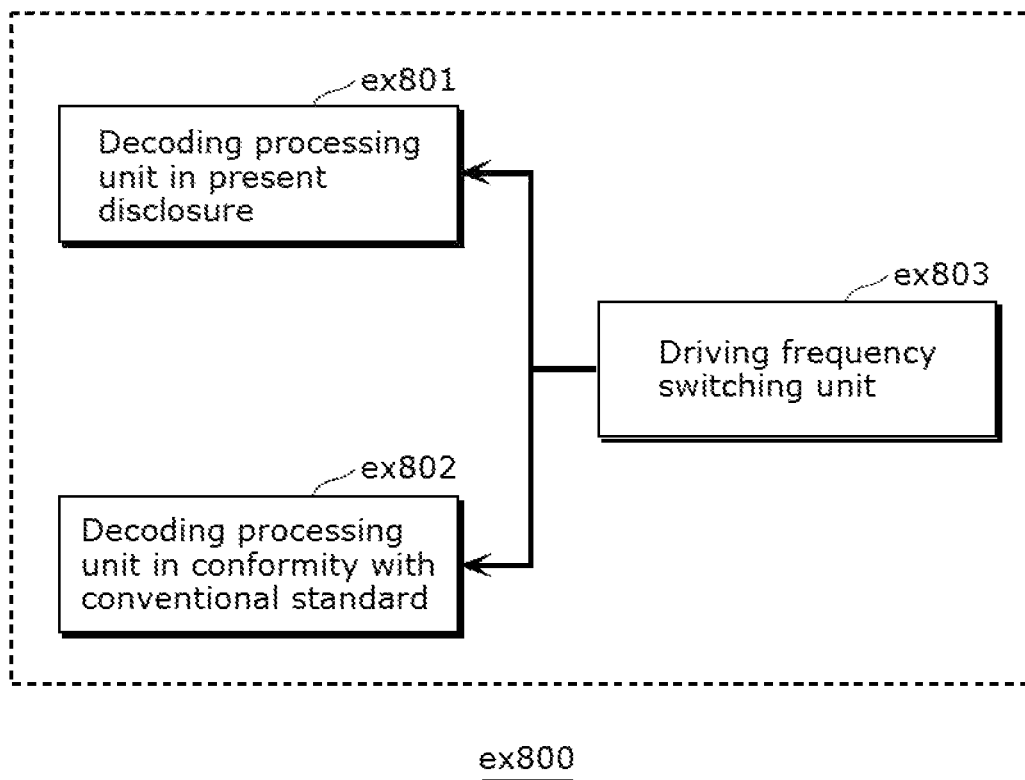 ex801
Decoding processing
unit in present
disclosure
ex803
Driving frequency
switching unit
ex802
Decoding processing
unit in conformity with
conventional standard
ex800